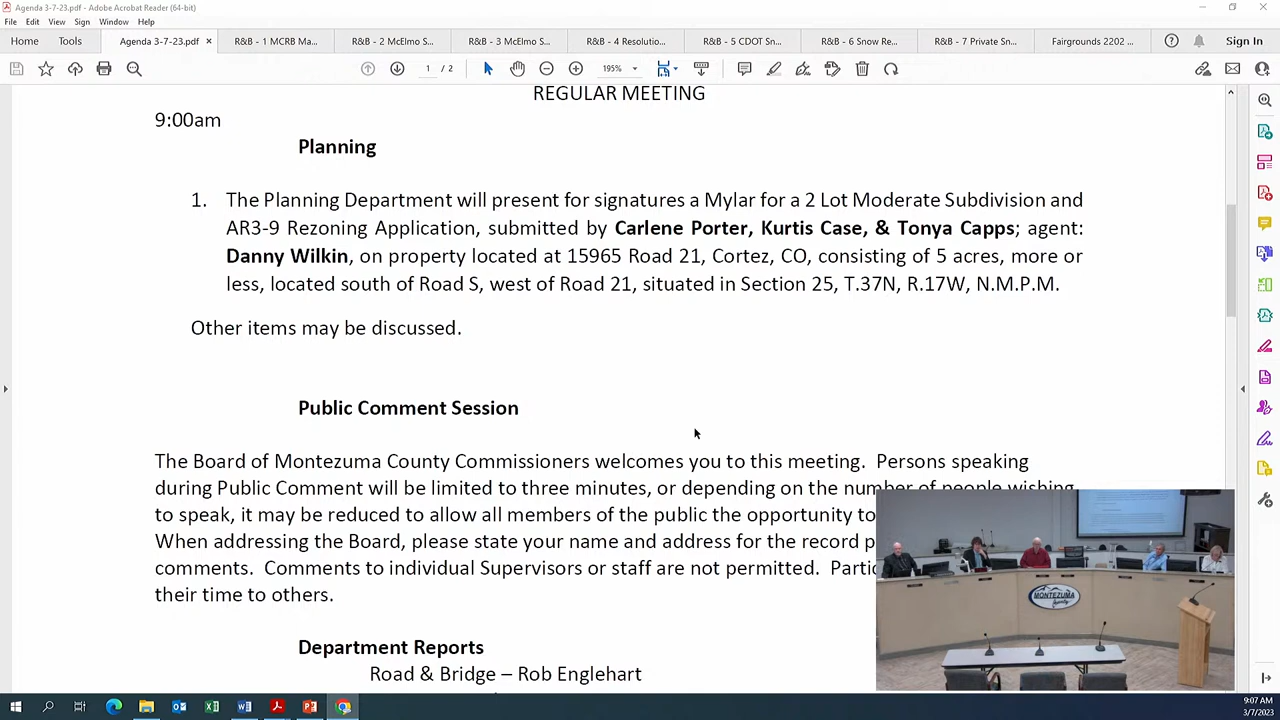 Agenda 3-7-23.pdf - Adobe Acrobat Reader (64-bit)
File Edit View Sign Window Help
Home Tools Agenda 3-7-23.pdf × R&B - 1 MCRB Ma... R&B - 2 McElmo S... R&B - 3 McElmo S... R&B - 4 Resolutio... R&B - 5 CDOT Sn... R&B - 6 Snow Re... R&B - 7 Private Sn... Fairgrounds 2202 ... Sign In
1 / 2 195%
REGULAR MEETING
9:00am
Planning
1. The Planning Department will present for signatures a Mylar for a 2 Lot Moderate Subdivision and
AR3-9 Rezoning Application, submitted by Carlene Porter, Kurtis Case, & Tonya Capps; agent:
Danny Wilkin, on property located at 15965 Road 21, Cortez, CO, consisting of 5 acres, more or
less, located south of Road S, west of Road 21, situated in Section 25, T.37N, R.17W, N.M.P.M.
Other items may be discussed.
Public Comment Session
The Board of Montezuma County Commissioners welcomes you to this meeting. Persons speaking
during Public Comment will be limited to three minutes, or depending on the number of people wishing
to speak, it may be reduced to allow all members of the public the opportunity to
When addressing the Board, please state your name and address for the record p
comments. Comments to individual Supervisors or staff are not permitted. Partic
their time to others.
Department Reports
Road & Bridge – Rob Englehart
MONTEZUMA
County
9:07 AM
3/7/2023